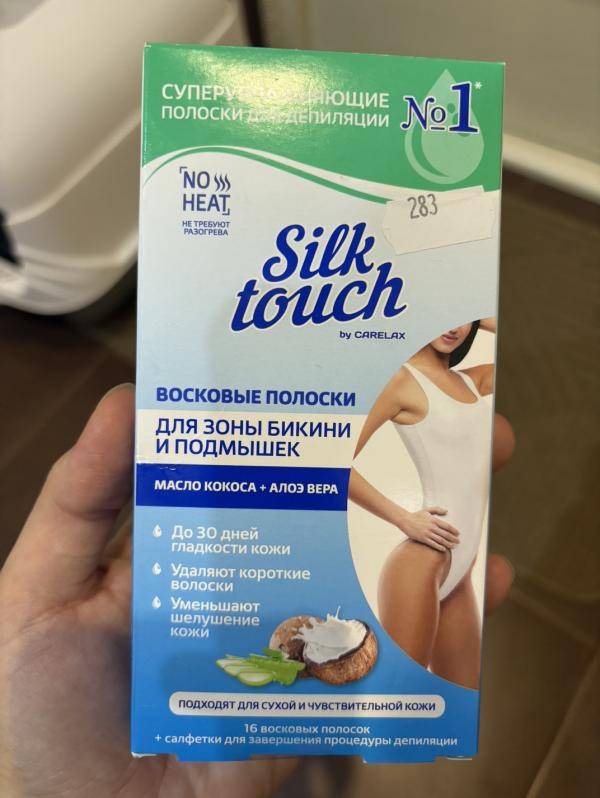 СУПЕРУВЛАЖНЯЮЩИЕ
ПОЛОСКИ ДЛЯ ДЕПИЛЯЦИИ
№1*
NO
HEAT
НЕ ТРЕБУЮТ
РАЗОГРЕВА
283
Silk
touch
by CARELAX
ВОСКОВЫЕ ПОЛОСКИ
ДЛЯ ЗОНЫ БИКИНИ
И ПОДМЫШЕК
МАСЛО КОКОСА + АЛОЭ ВЕРА
До 30 дней
гладкости кожи
Удаляют короткие
волоски
Уменьшают
шелушение
кожи
ПОДХОДЯТ ДЛЯ СУХОЙ И ЧУВСТВИТЕЛЬНОЙ КОЖИ
16 восковых полосок
+ салфетки для завершения процедуры депиляции